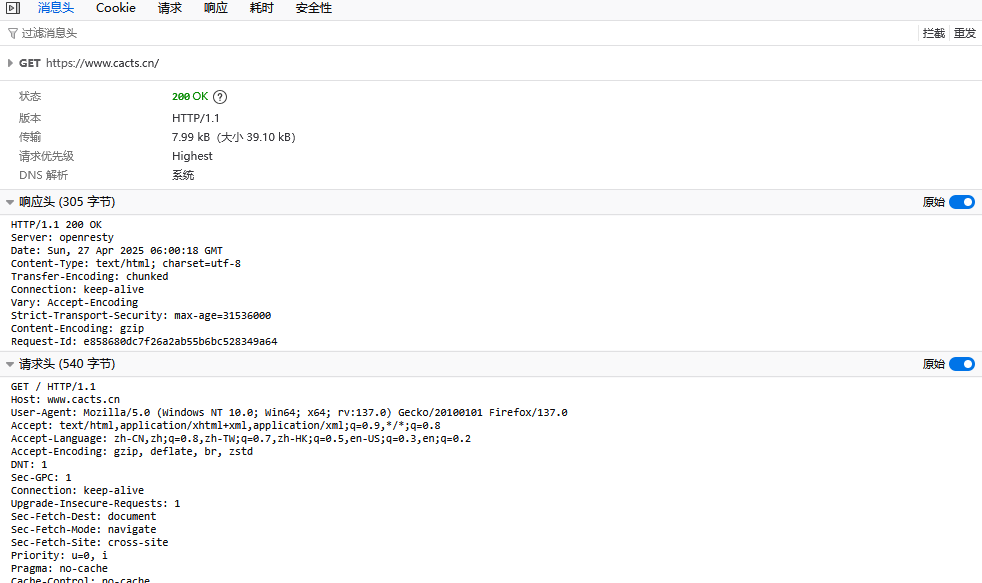 消息头 Cookie 请求 响应 耗时 安全性
过滤消息头 拦截 重发
GET https://www.cacts.cn/
状态 200 OK ?
版本 HTTP/1.1
传输 7.99 kB（大小 39.10 kB）
请求优先级 Highest
DNS 解析 系统
响应头 (305 字节) 原始
HTTP/1.1 200 OK
Server: openresty
Date: Sun, 27 Apr 2025 06:00:18 GMT
Content-Type: text/html; charset=utf-8
Transfer-Encoding: chunked
Connection: keep-alive
Vary: Accept-Encoding
Strict-Transport-Security: max-age=31536000
Content-Encoding: gzip
Request-Id: e858680dc7f26a2ab55b6bc528349a64
请求头 (540 字节) 原始
GET / HTTP/1.1
Host: www.cacts.cn
User-Agent: Mozilla/5.0 (Windows NT 10.0; Win64; x64; rv:137.0) Gecko/20100101 Firefox/137.0
Accept: text/html,application/xhtml+xml,application/xml;q=0.9,*/*;q=0.8
Accept-Language: zh-CN,zh;q=0.8,zh-TW;q=0.7,zh-HK;q=0.5,en-US;q=0.3,en;q=0.2
Accept-Encoding: gzip, deflate, br, zstd
DNT: 1
Sec-GPC: 1
Connection: keep-alive
Upgrade-Insecure-Requests: 1
Sec-Fetch-Dest: document
Sec-Fetch-Mode: navigate
Sec-Fetch-Site: cross-site
Priority: u=0, i
Pragma: no-cache
Cache-Control: no-cache